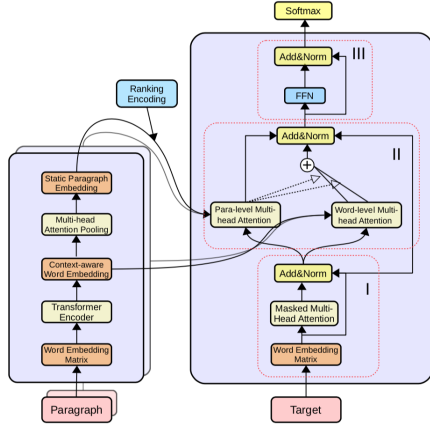 Softmax
Add&Norm
III
FFN
Ranking
Encoding
Add&Norm
II
Static Paragraph
Embedding
Para-level Multi-
head Attention
Word-level Multi-
head Attention
Multi-head
Attention Pooling
Context-aware
Word Embedding
Add&Norm
I
Transformer
Encoder
Masked Multi-
Head Attention
Word Embedding
Matrix
Word Embedding
Matrix
Paragraph
Target